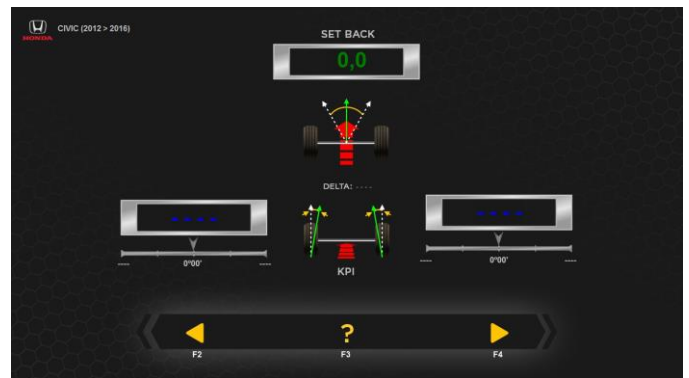 HONDA
CIVIC (2012 > 2016)
SET BACK
0,0
DELTA: ----
----
----
---- 0°00' ----
---- 0°00' ----
KPI
?
F2 F3 F4